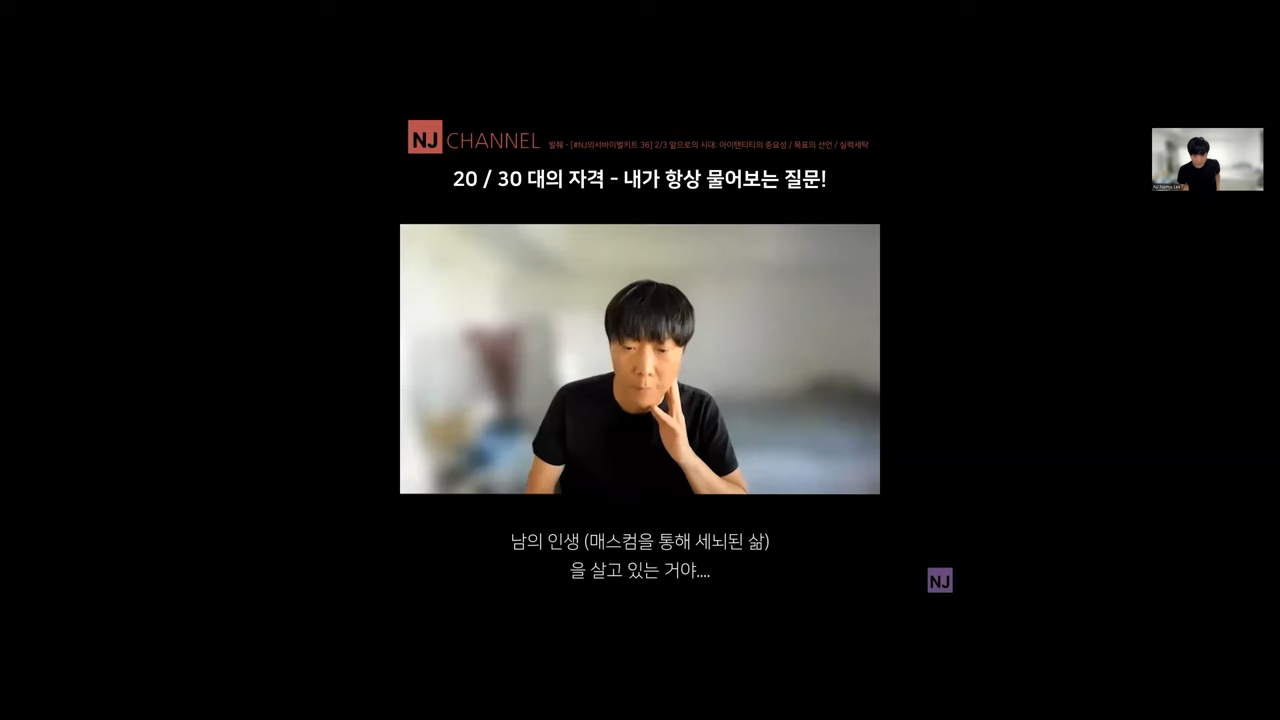 NJ CHANNEL 발췌 - [#NJ의서바이벌키트 36] 2/3 앞으로의 시대: 아이텐티티의 중요성 / 목표의 선언 / 실력세탁
20 / 30 대의 자격 - 내가 항상 물어보는 질문!
NJ Namju Lee
남의 인생 (매스컴을 통해 세뇌된 삶)
을 살고 있는 거야....
NJ